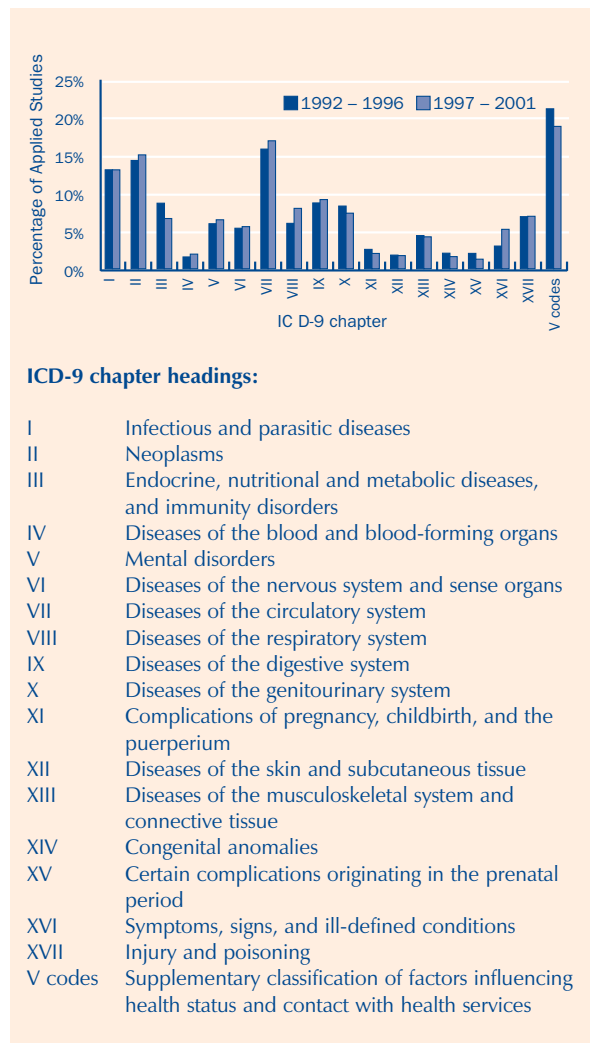 Percentage of Applied Studies
25%
20%
15%
10%
5%
0%
1992 – 1996 1997 – 2001
I II III IV V VI VII VIII IX X XI XII XIII XIV XV XVI XVII V codes
IC D-9 chapter
ICD-9 chapter headings:
I Infectious and parasitic diseases
II Neoplasms
III Endocrine, nutritional and metabolic diseases,
and immunity disorders
IV Diseases of the blood and blood-forming organs
V Mental disorders
VI Diseases of the nervous system and sense organs
VII Diseases of the circulatory system
VIII Diseases of the respiratory system
IX Diseases of the digestive system
X Diseases of the genitourinary system
XI Complications of pregnancy, childbirth, and the
puerperium
XII Diseases of the skin and subcutaneous tissue
XIII Diseases of the musculoskeletal system and
connective tissue
XIV Congenital anomalies
XV Certain complications originating in the prenatal
period
XVI Symptoms, signs, and ill-defined conditions
XVII Injury and poisoning
V codes Supplementary classification of factors influencing
health status and contact with health services